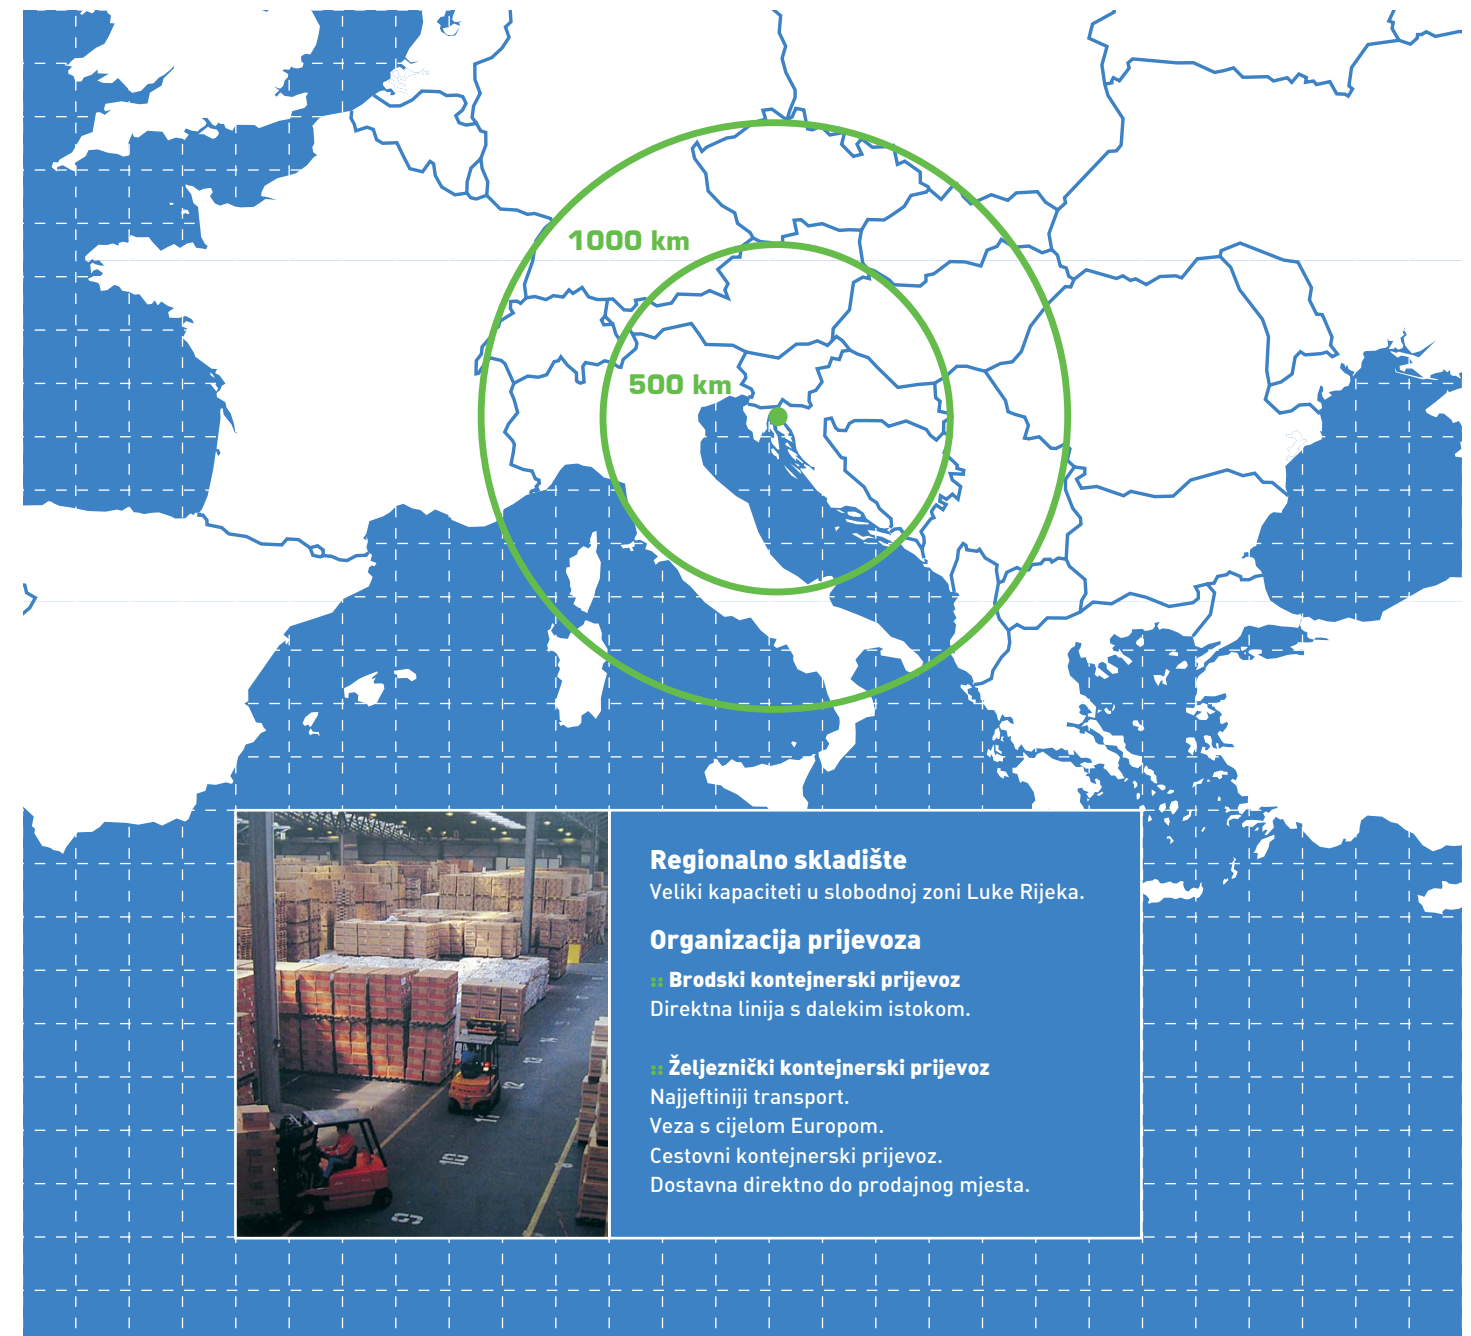 1000 km
500 km
Regionalno skladište
Veliki kapaciteti u slobodnoj zoni Luke Rijeka.
Organizacija prijevoza
:: Brodski kontejnerski prijevoz
Direktna linija s dalekim istokom.
:: Željeznički kontejnerski prijevoz
Najjeftiniji transport.
Veza s cijelom Europom.
Cestovni kontejnerski prijevoz.
Dostavna direktno do prodajnog mjesta.